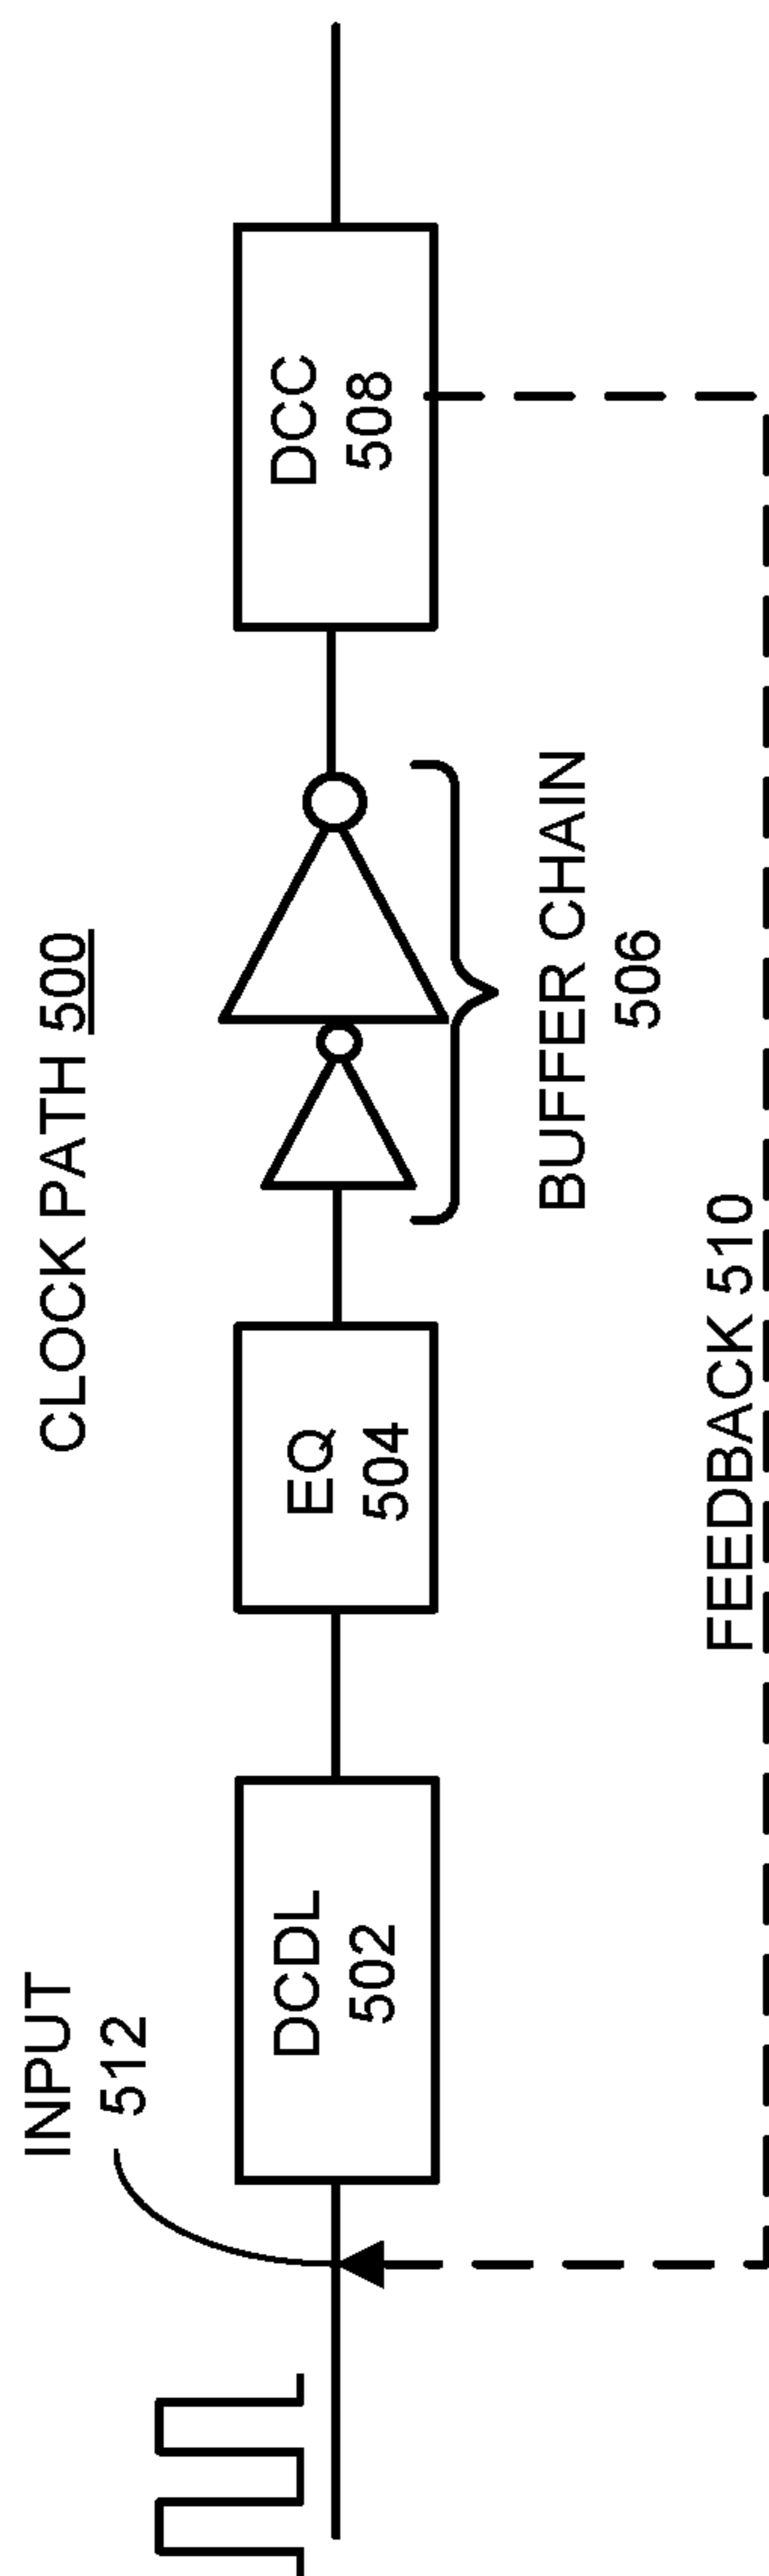 CLOCK PATH 500
INPUT
512
DCDL
502
EQ
504
BUFFER CHAIN
506
DCC
508
FEEDBACK 510